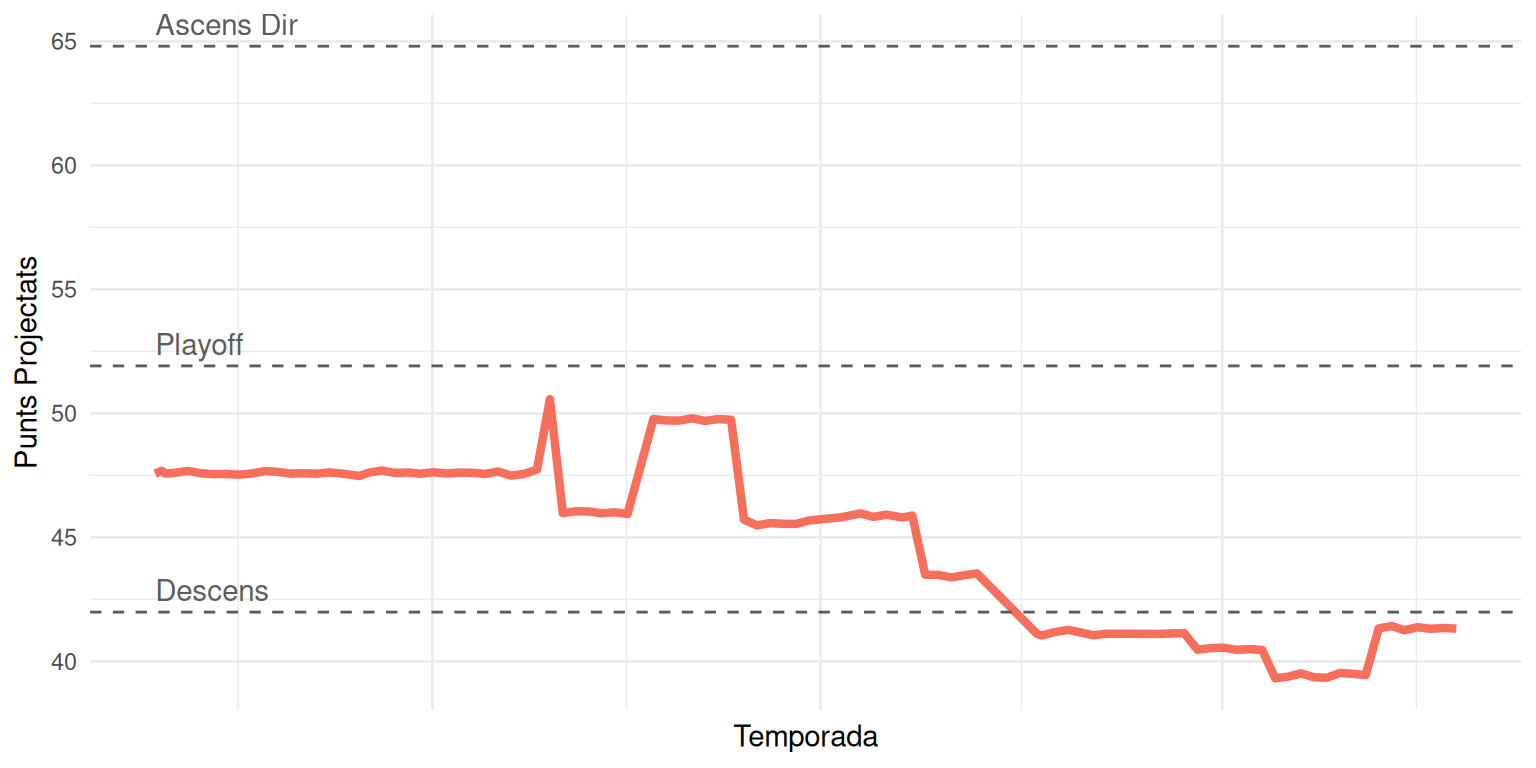 Ascens Dir
65
60
55
Playoff
50
45
Descens
40
Punts Projectats
Temporada